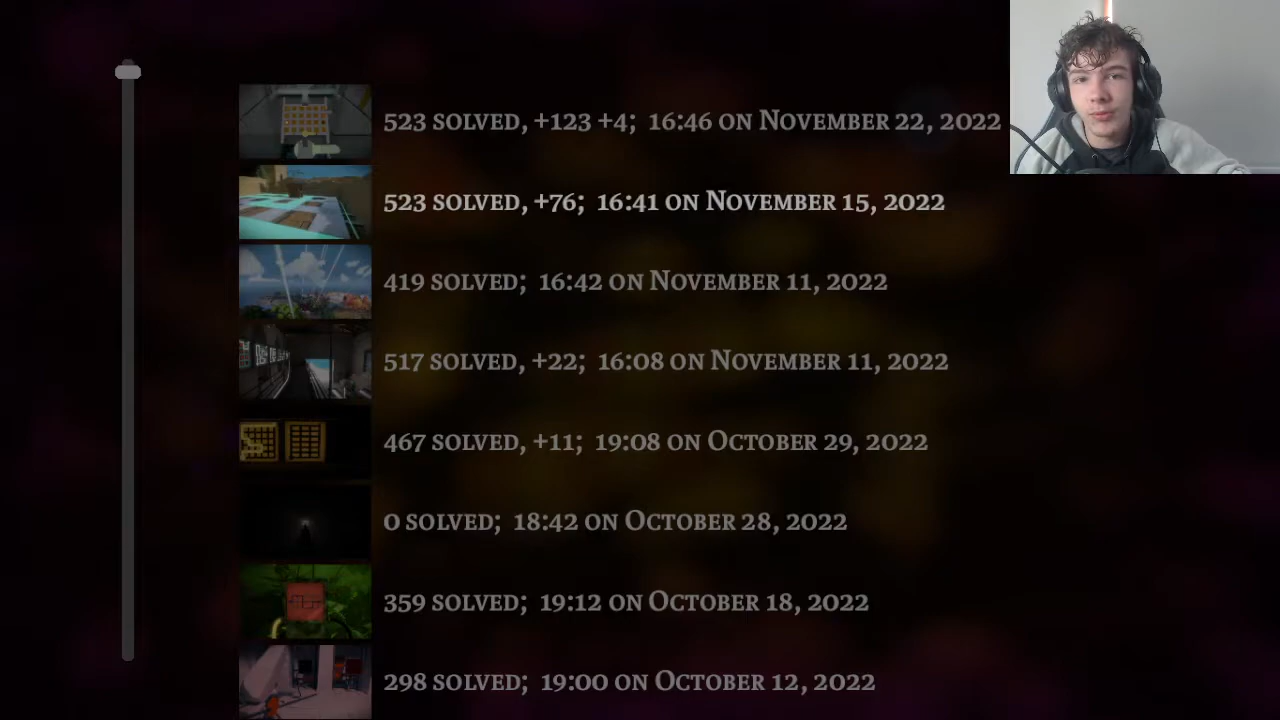 523 SOLVED, +123 +4; 16:46 ON NOVEMBER 22, 2022
523 SOLVED, +76; 16:41 ON NOVEMBER 15, 2022
419 SOLVED; 16:42 ON NOVEMBER 11, 2022
517 SOLVED, +22; 16:08 ON NOVEMBER 11, 2022
467 SOLVED, +11; 19:08 ON OCTOBER 29, 2022
0 SOLVED; 18:42 ON OCTOBER 28, 2022
359 SOLVED; 19:12 ON OCTOBER 18, 2022
298 SOLVED; 19:00 ON OCTOBER 12, 2022